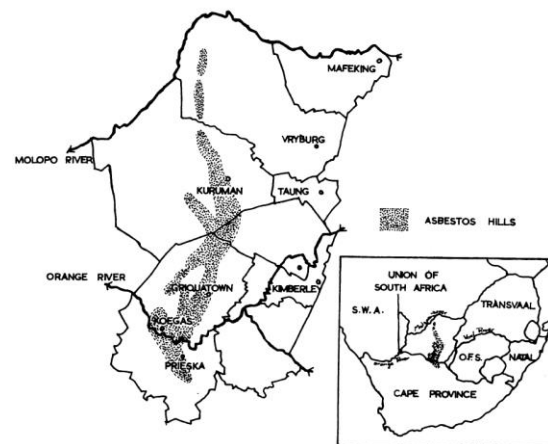 MAFEKING
VRYBURG
MOLOPO RIVER
KURUMAN
TAUNG
ASBESTOS HILLS
ORANGE RIVER
GRIQUATOWN
KIMBERLEY
KOEGAS
PRIESKA
UNION OF
SOUTH AFRICA
S.W.A.
TRANSVAAL
O.F.S.
NATAL
CAPE PROVINCE